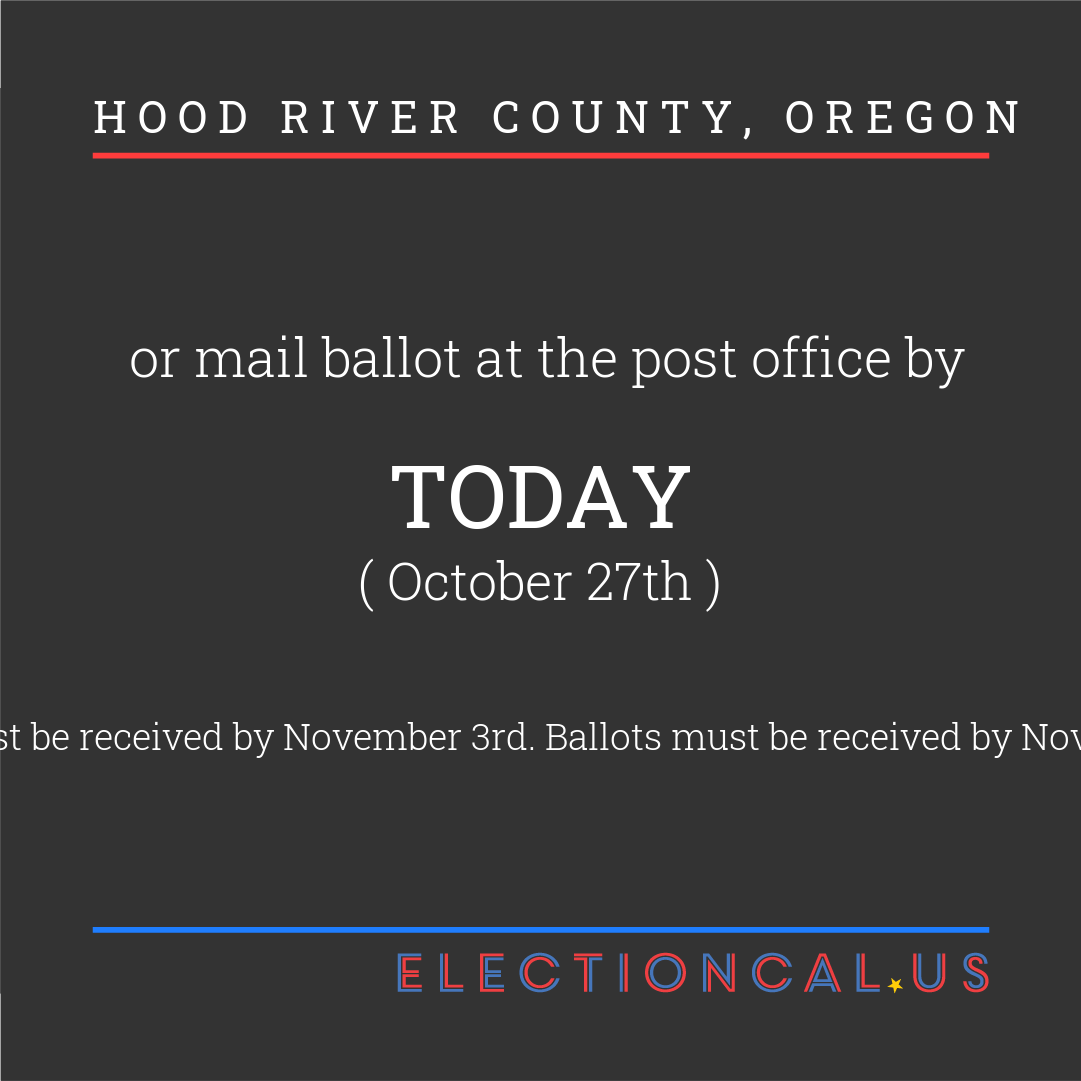 HOOD RIVER COUNTY, OREGON
or mail ballot at the post office by
TODAY
( October 27th )
be received by November 3rd. Ballots must be received by
ELECTIONCAL.US